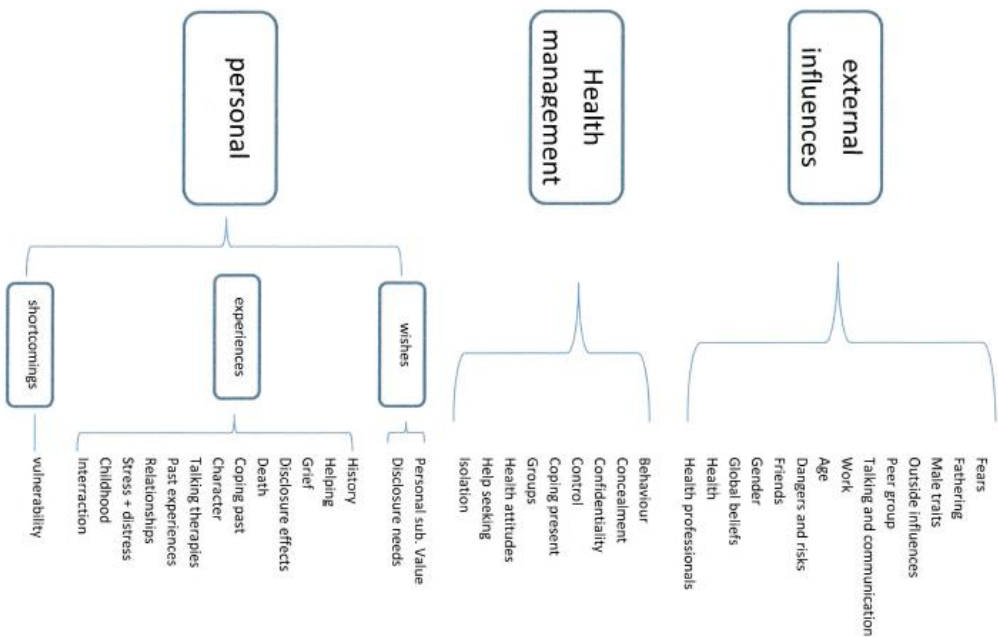 external
influences
Fears
Fathering
Male traits
Outside influences
Peer group
Talking and communication
Work
Age
Dangers and risks
Friends
Gender
Global beliefs
Health
Health professionals
Health
management
Behaviour
Concealment
Confidentiality
Control
Coping present
Groups
Health attitudes
Help seeking
Isolation
personal
wishes
Personal sub. Value
Disclosure needs
experiences
History
Helping
Grief
Disclosure effects
Death
Coping past
Character
Talking therapies
Past experiences
Relationships
Stress + distress
Childhood
Interraction
shortcomings
vulnerability